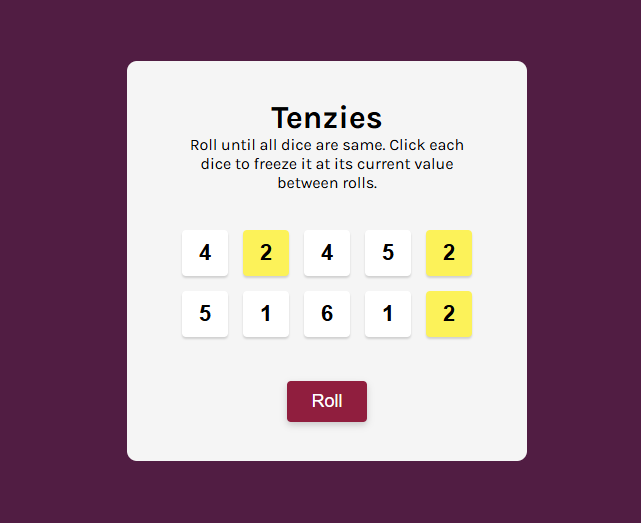 Tenzies
Roll until all dice are same. Click each
dice to freeze it at its current value
between rolls.
4 2 4 5 2
5 1 6 1 2
Roll